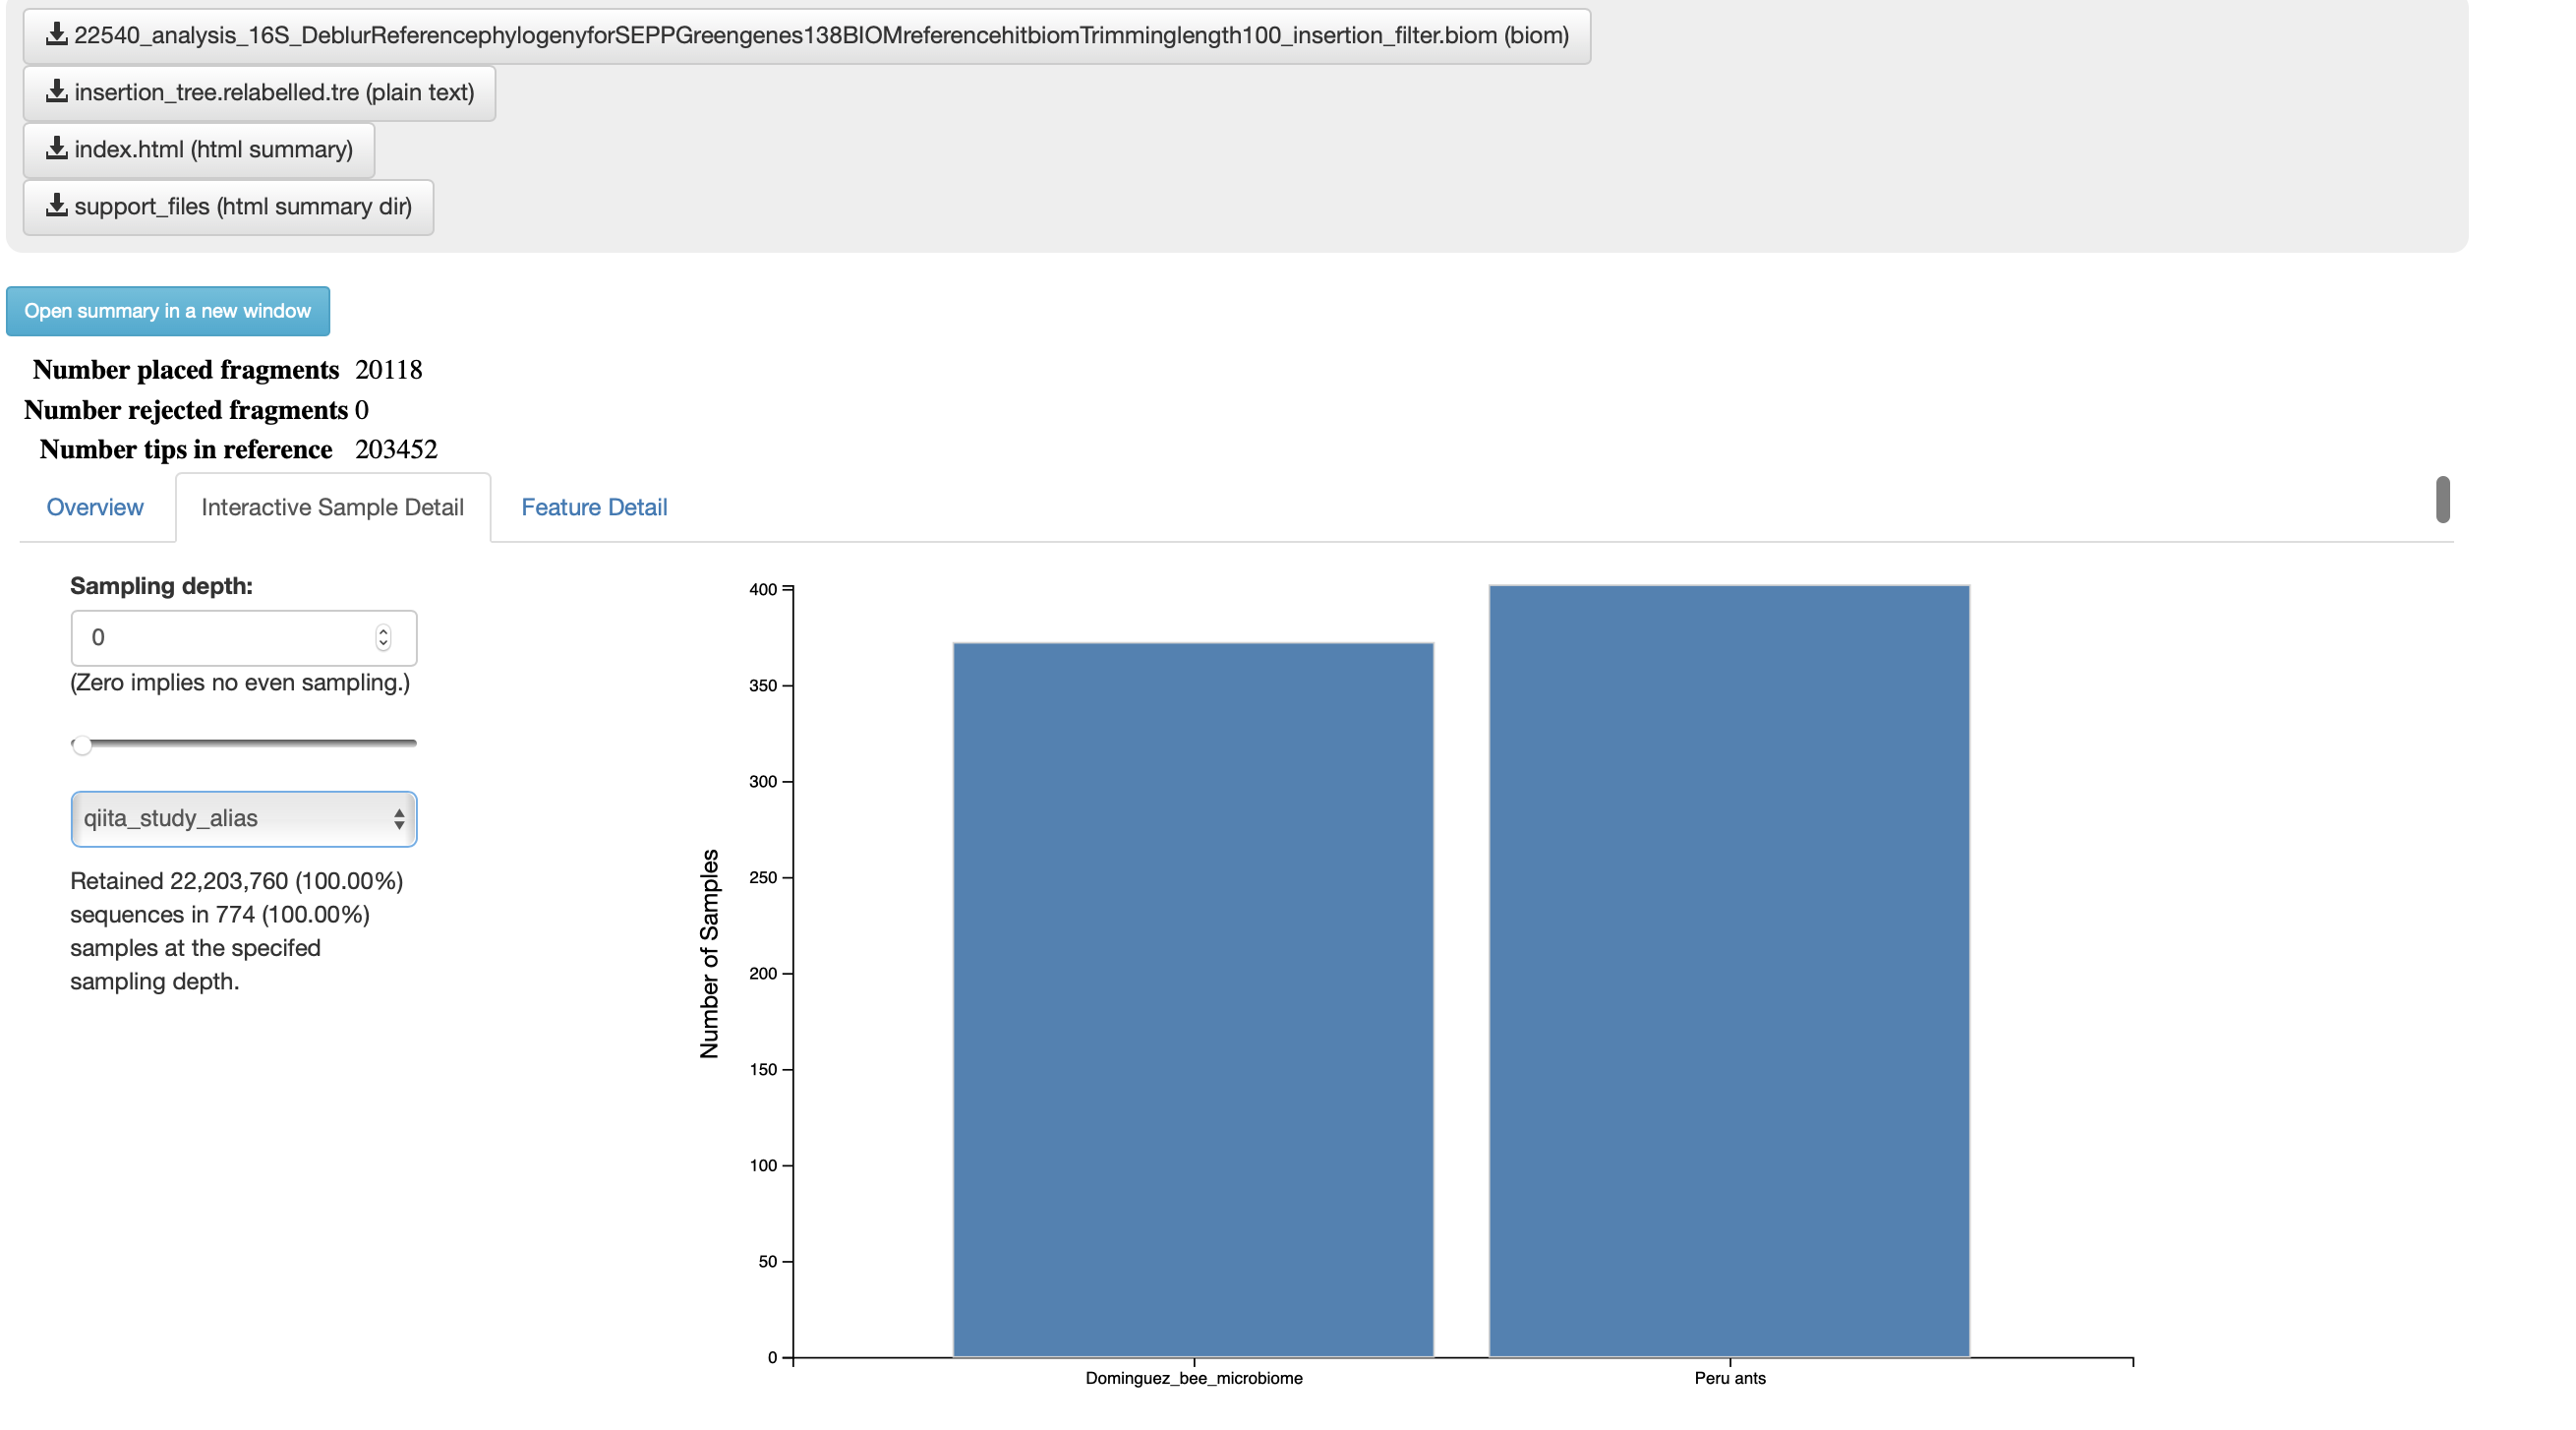 22540_analysis_16S_DeblurReferencephylogenyforSEPPGreengenes138BIOMreferencehitbiomTrimminglength100_insertion_filter.biom (biom)
insertion_tree.relabelled.tre (plain text)
index.html (html summary)
support_files (html summary dir)
Open summary in a new window
Number placed fragments 20118
Number rejected fragments 0
Number tips in reference 203452
Overview Interactive Sample Detail Feature Detail
Sampling depth:
0
(Zero implies no even sampling.)
qiita_study_alias
Retained 22,203,760 (100.00%)
sequences in 774 (100.00%)
samples at the specifed
sampling depth.
Number of Samples
400
350
300
250
200
150
100
50
0
Dominguez_bee_microbiome Peru ants